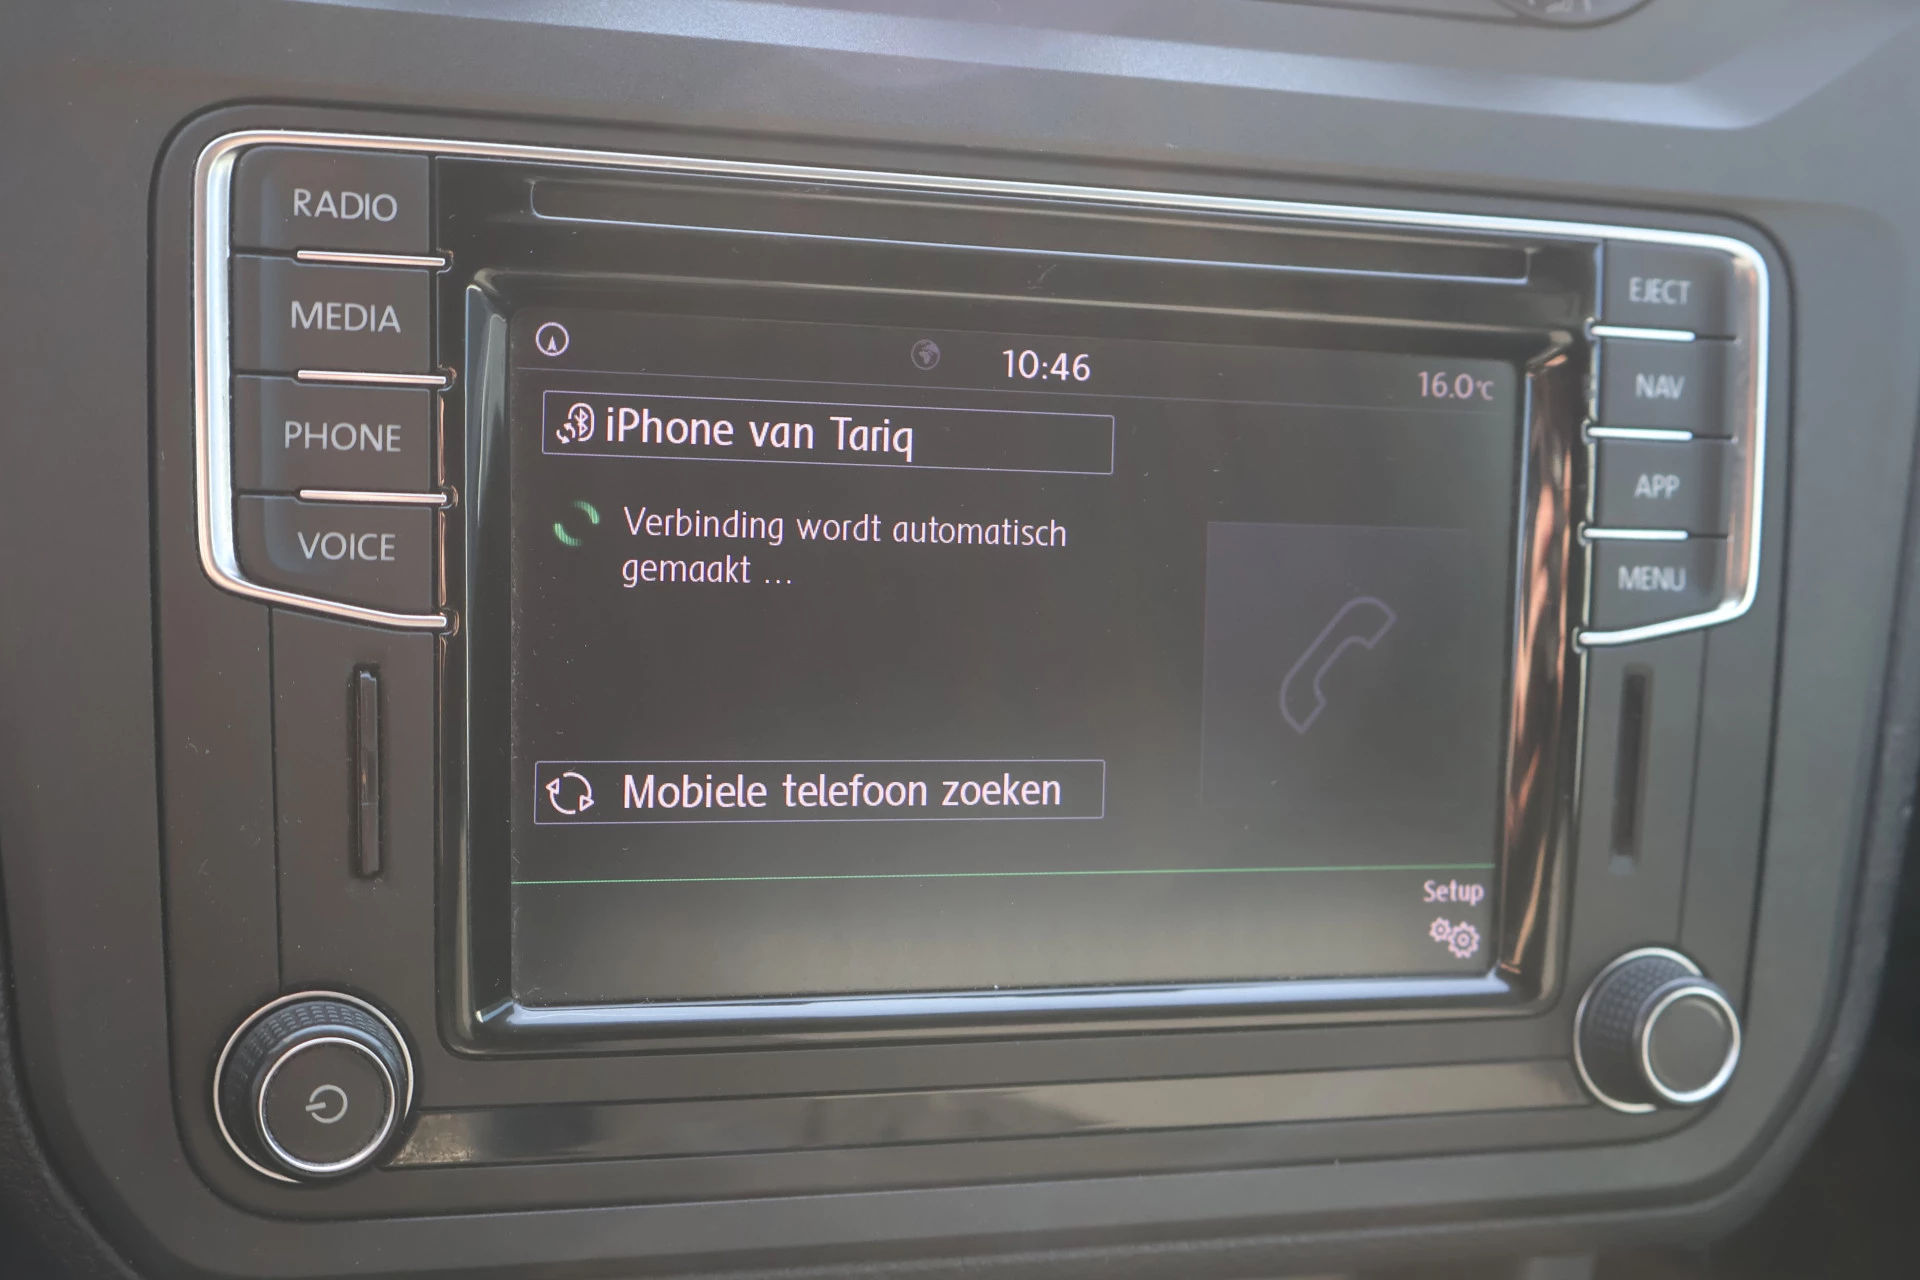 RADIO
MEDIA
PHONE
VOICE
10:46
16.0°C
iPhone van Tariq
Verbinding wordt automatisch
gemaakt ...
Mobiele telefoon zoeken
Setup
EJECT
NAV
APP
MENU